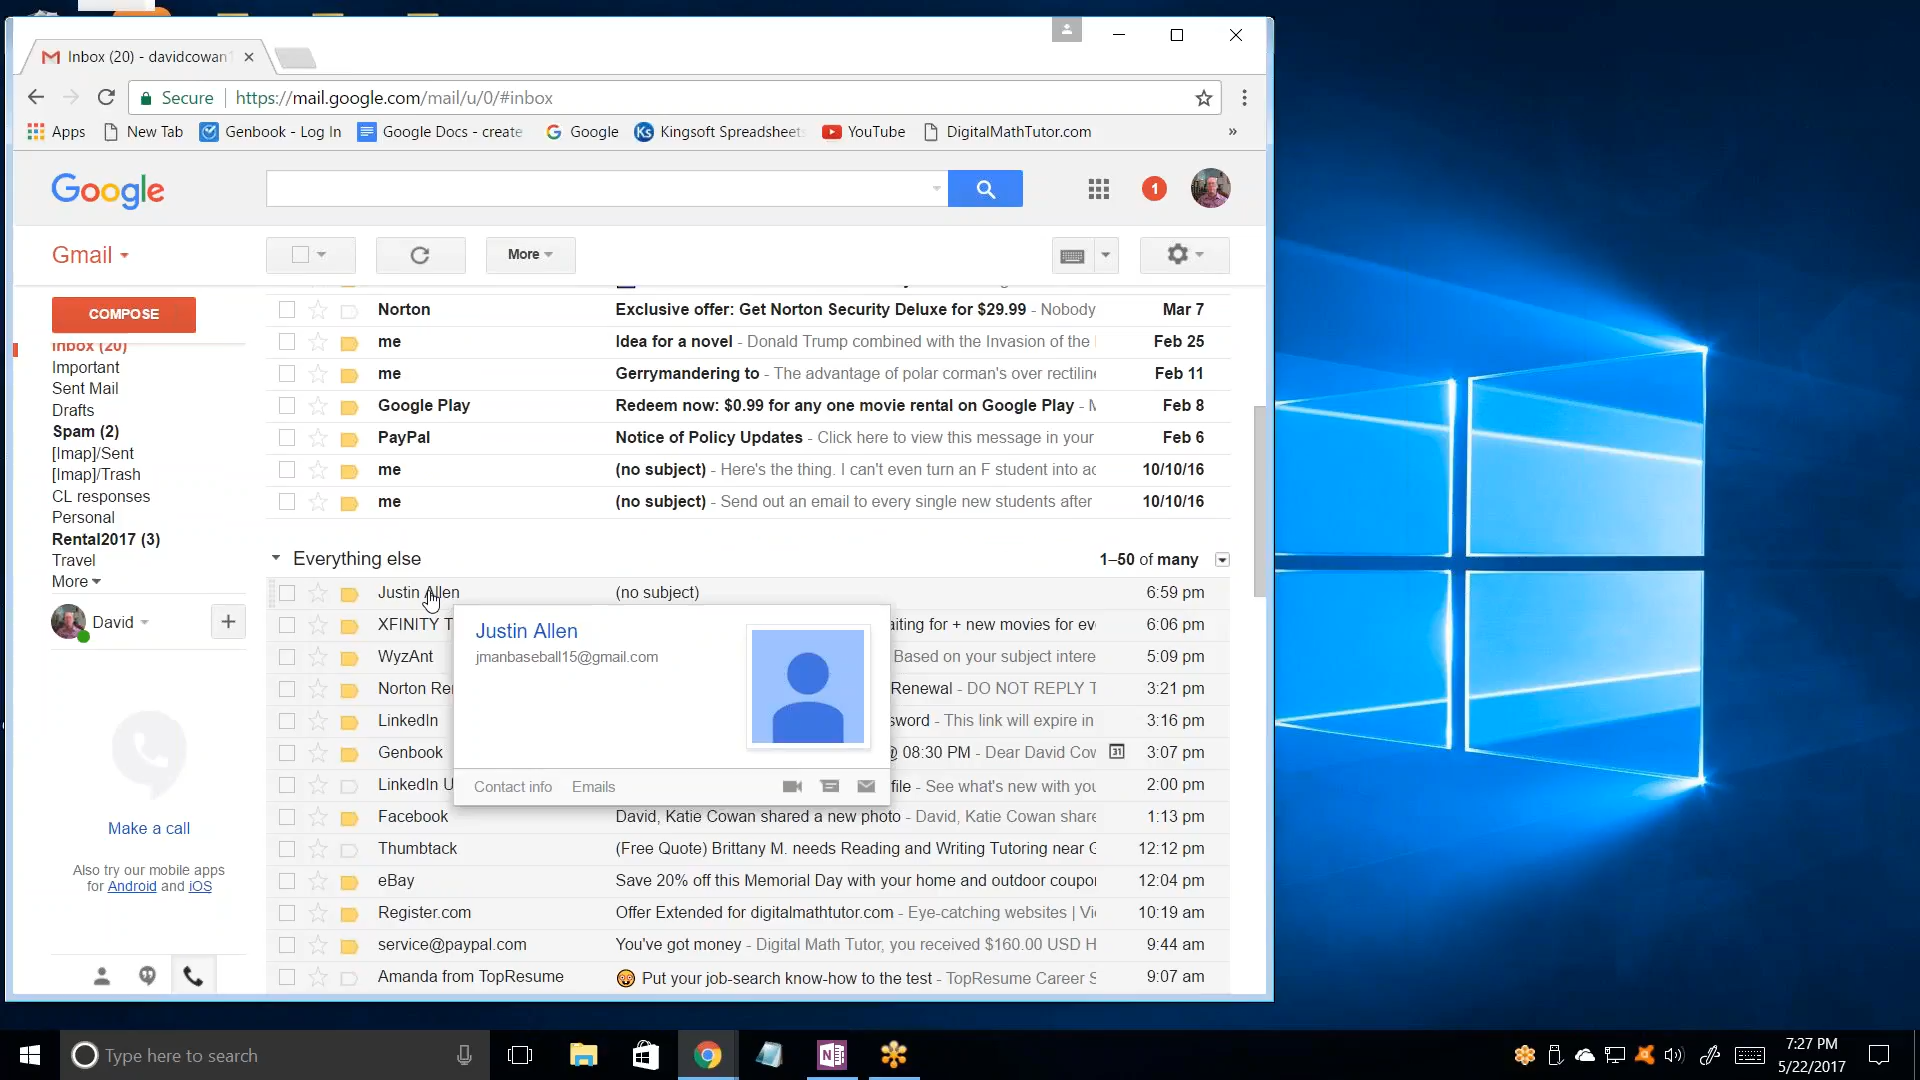 Inbox (20) - davidcowan
Secure https://mail.google.com/mail/u/0/#inbox
Apps New Tab Genbook - Log In Google Docs - create Google Kingsoft Spreadsheets YouTube DigitalMathTutor.com »
Google 1
Gmail More
COMPOSE
Inbox (20)
Important
Sent Mail
Drafts
Spam (2)
[Imap]/Sent
[Imap]/Trash
CL responses
Personal
Rental2017 (3)
Travel
More
David
Make a call
Also try our mobile apps
for Android and iOS
Norton Exclusive offer: Get Norton Security Deluxe for $29.99 - Nobody Mar 7
me Idea for a novel - Donald Trump combined with the Invasion of the Feb 25
me Gerrymandering to - The advantage of polar corman's over rectiline Feb 11
Google Play Redeem now: $0.99 for any one movie rental on Google Play - Feb 8
PayPal Notice of Policy Updates - Click here to view this message in your Feb 6
me (no subject) - Here's the thing. I can't even turn an F student into ac 10/10/16
me (no subject) - Send out an email to every single new students after 10/10/16
Everything else 1–50 of many
Justin Allen (no subject) 6:59 pm
XFINITY T aiting for + new movies for ev 6:06 pm
WyzAnt Based on your subject intere 5:09 pm
Norton Re Renewal - DO NOT REPLY T 3:21 pm
LinkedIn sword - This link will expire in 3:16 pm
Genbook @ 08:30 PM - Dear David Cow 31 3:07 pm
LinkedIn U file - See what's new with you 2:00 pm
Justin Allen
jmanbaseball15@gmail.com
Contact info Emails
Facebook David, Katie Cowan shared a new photo - David, Katie Cowan share 1:13 pm
Thumbtack (Free Quote) Brittany M. needs Reading and Writing Tutoring near 12:12 pm
eBay Save 20% off this Memorial Day with your home and outdoor coupon 12:04 pm
Register.com Offer Extended for digitalmathtutor.com - Eye-catching websites | Vi 10:19 am
service@paypal.com You've got money - Digital Math Tutor, you received $160.00 USD H 9:44 am
Amanda from TopResume Put your job-search know-how to the test - TopResume Career S 9:07 am
Type here to search
7:27 PM
5/22/2017